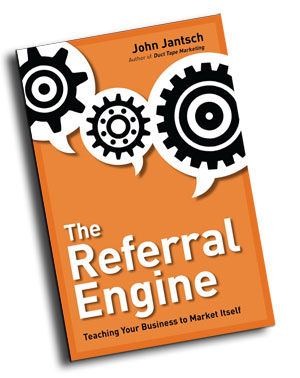 John Jantsch
Author of Duct Tape Marketing
The
Referral
Engine
Teaching Your Business to Market Itself